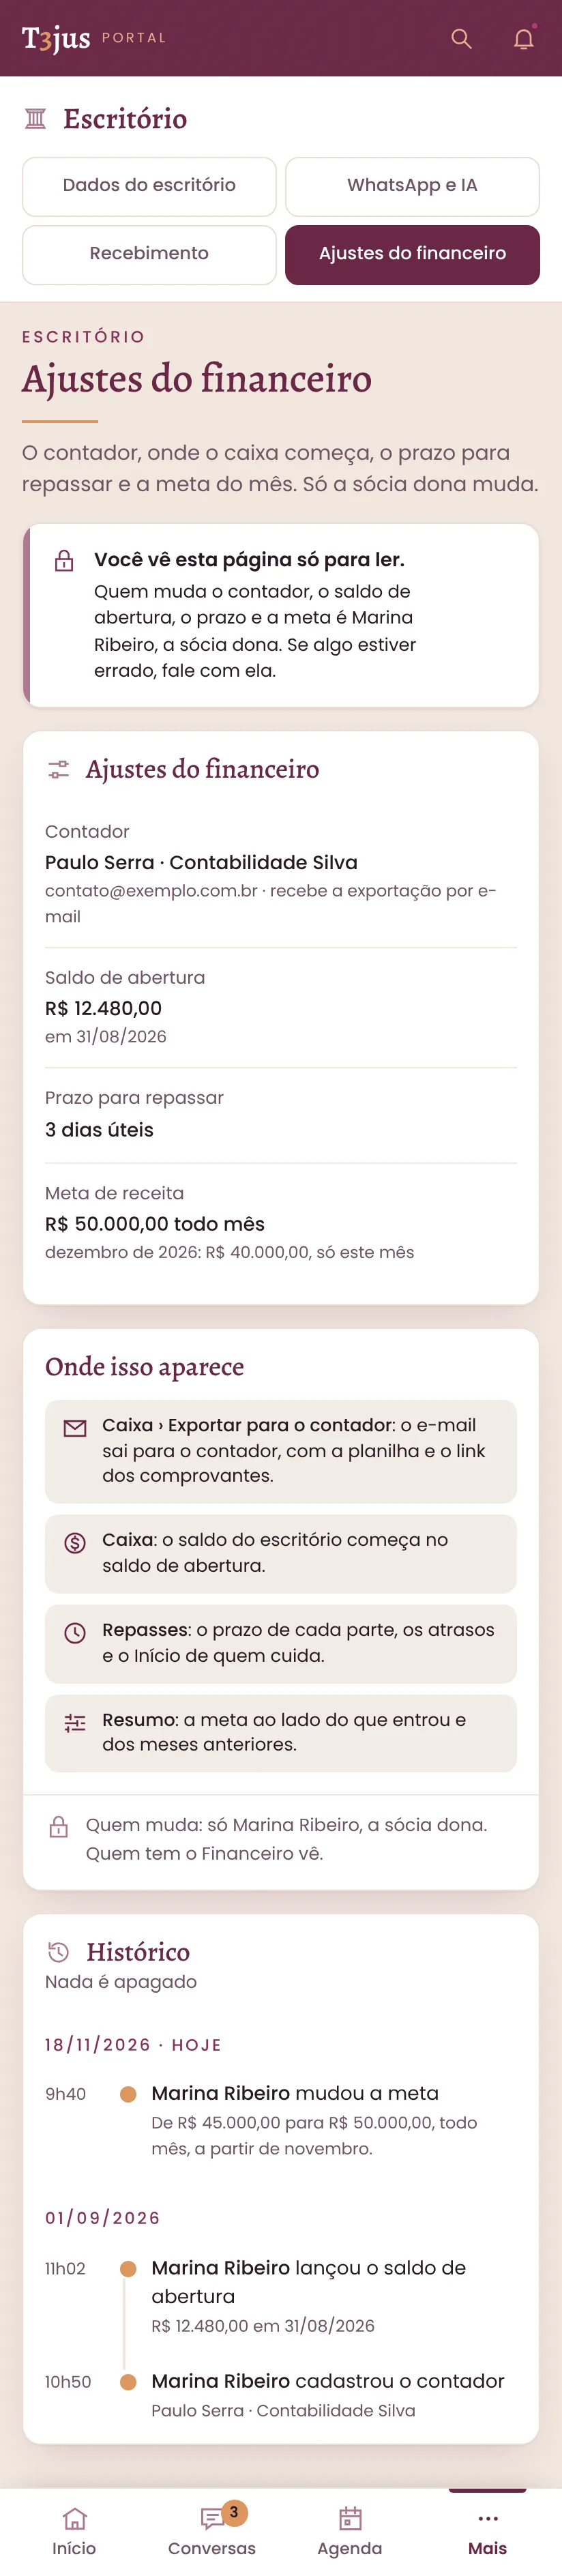 T3jus PORTAL
Escritório
Dados do escritório
WhatsApp e IA
Recebimento
Ajustes do financeiro
ESCRITÓRIO
Ajustes do financeiro
O contador, onde o caixa começa, o prazo para
repassar e a meta do mês. Só a sócia dona muda.
Você vê esta página só para ler.
Quem muda o contador, o saldo de
abertura, o prazo e a meta é Marina
Ribeiro, a sócia dona. Se algo estiver
errado, fale com ela.
Ajustes do financeiro
Contador
Paulo Serra · Contabilidade Silva
contato@exemplo.com.br · recebe a exportação por e-
mail
Saldo de abertura
R$ 12.480,00
em 31/08/2026
Prazo para repassar
3 dias úteis
Meta de receita
R$ 50.000,00 todo mês
dezembro de 2026: R$ 40.000,00, só este mês
Onde isso aparece
Caixa › Exportar para o contador: o e-mail
sai para o contador, com a planilha e o link
dos comprovantes.
Caixa: o saldo do escritório começa no
saldo de abertura.
Repasses: o prazo de cada parte, os atrasos
e o Início de quem cuida.
Resumo: a meta ao lado do que entrou e
dos meses anteriores.
Quem muda: só Marina Ribeiro, a sócia dona.
Quem tem o Financeiro vê.
Histórico
Nada é apagado
18/11/2026 · HOJE
9h40
Marina Ribeiro mudou a meta
De R$ 45.000,00 para R$ 50.000,00, todo
mês, a partir de novembro.
01/09/2026
11h02
Marina Ribeiro lançou o saldo de
abertura
R$ 12.480,00 em 31/08/2026
10h50
Marina Ribeiro cadastrou o contador
Paulo Serra · Contabilidade Silva
3
Início
Conversas
Agenda
Mais